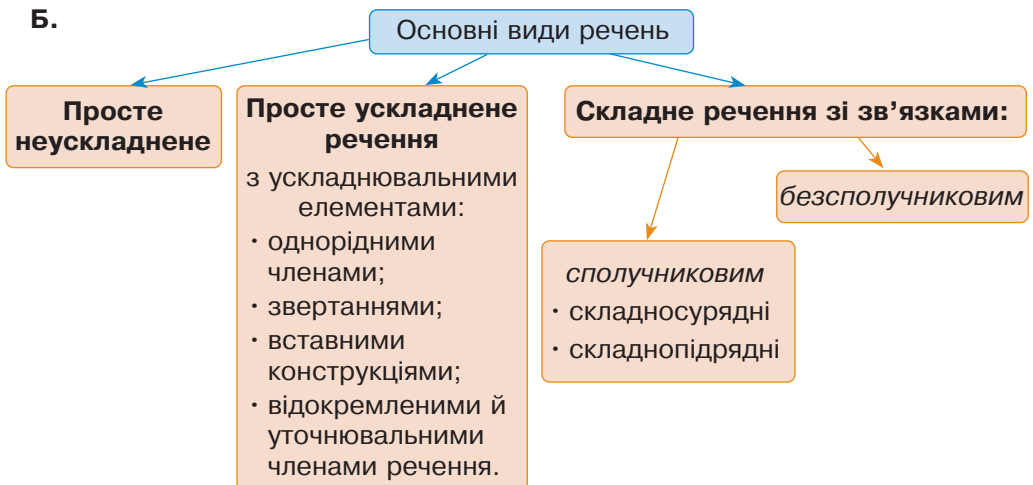 Б.
Основні види речень
Просте
неускладнене
Просте ускладнене
речення
з ускладнювальними
елементами:
· однорідними
членами;
· звертаннями;
· вставними
конструкціями;
· відокремленими й
уточнювальними
членами речення.
Складне речення зі зв’язками:
безсполучниковим
сполучниковим
· складносурядні
· складнопідрядні